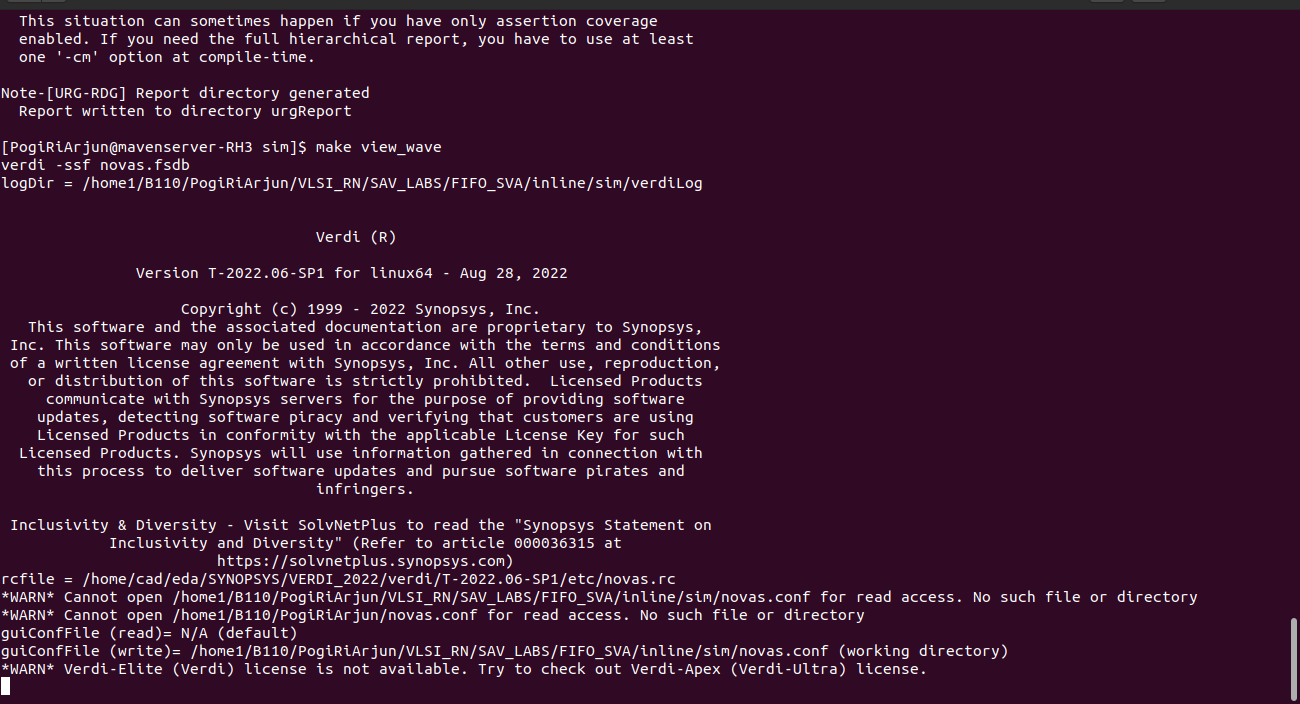 This situation can sometimes happen if you have only assertion coverage
enabled. If you need the full hierarchical report, you have to use at least
one '-cm' option at compile-time.
Note-[URG-RDG] Report directory generated
Report written to directory urgReport
[PogiRiArjun@mavenserver-RH3 sim]$ make view_wave
verdi -ssf novas.fsdb
logDir = /home1/B110/PogiRiArjun/VLSI_RN/SAV_LABS/FIFO_SVA/inline/sim/verdiLog
Verdi (R)
Version T-2022.06-SP1 for linux64 - Aug 28, 2022
Copyright (c) 1999 - 2022 Synopsys, Inc.
This software and the associated documentation are proprietary to Synopsys,
Inc. This software may only be used in accordance with the terms and conditions
of a written license agreement with Synopsys, Inc. All other use, reproduction,
or distribution of this software is strictly prohibited.  Licensed Products
communicate with Synopsys servers for the purpose of providing software
updates, detecting software piracy and verifying that customers are using
Licensed Products in conformity with the applicable License Key for such
Licensed Products. Synopsys will use information gathered in connection with
this process to deliver software updates and pursue software pirates and
infringers.
Inclusivity & Diversity - Visit SolvNetPlus to read the "Synopsys Statement on
Inclusivity and Diversity" (Refer to article 000036315 at
https://solvnetplus.synopsys.com)
rcfile = /home/cad/eda/SYNOPSYS/VERDI_2022/verdi/T-2022.06-SP1/etc/novas.rc
*WARN* Cannot open /home1/B110/PogiRiArjun/VLSI_RN/SAV_LABS/FIFO_SVA/inline/sim/novas.conf for read access. No such file or directory
*WARN* Cannot open /home1/B110/PogiRiArjun/novas.conf for read access. No such file or directory
guiConfFile (read)= N/A (default)
guiConfFile (write)= /home1/B110/PogiRiArjun/VLSI_RN/SAV_LABS/FIFO_SVA/inline/sim/novas.conf (working directory)
*WARN* Verdi-Elite (Verdi) license is not available. Try to check out Verdi-Apex (Verdi-Ultra) license.